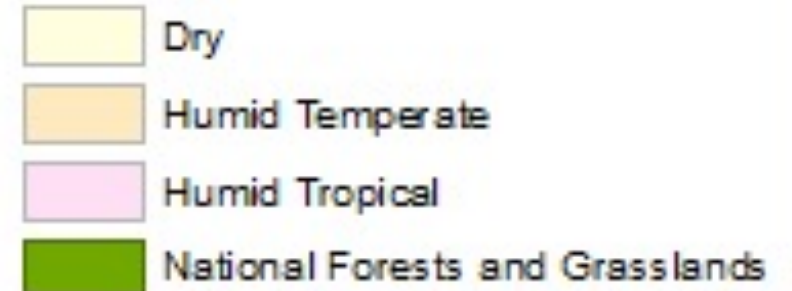 Dry
Humid Temperate
Humid Tropical
National Forests and Grasslands